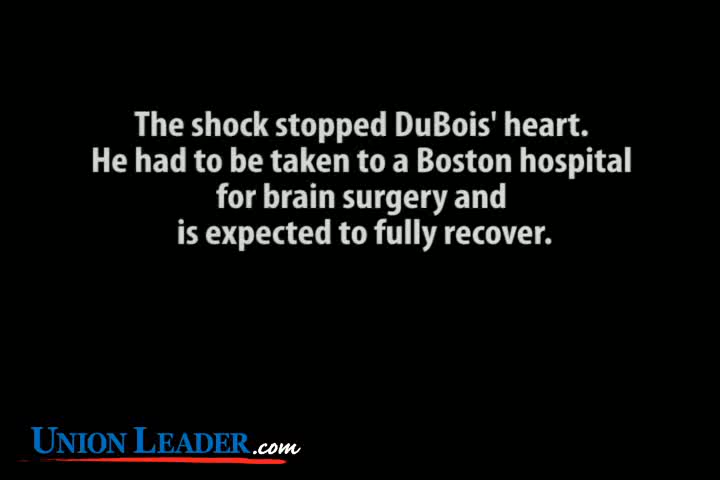 The shock stopped DuBois' heart.
He had to be taken to a Boston hospital
for brain surgery and
is expected to fully recover.
UNION LEADER.com